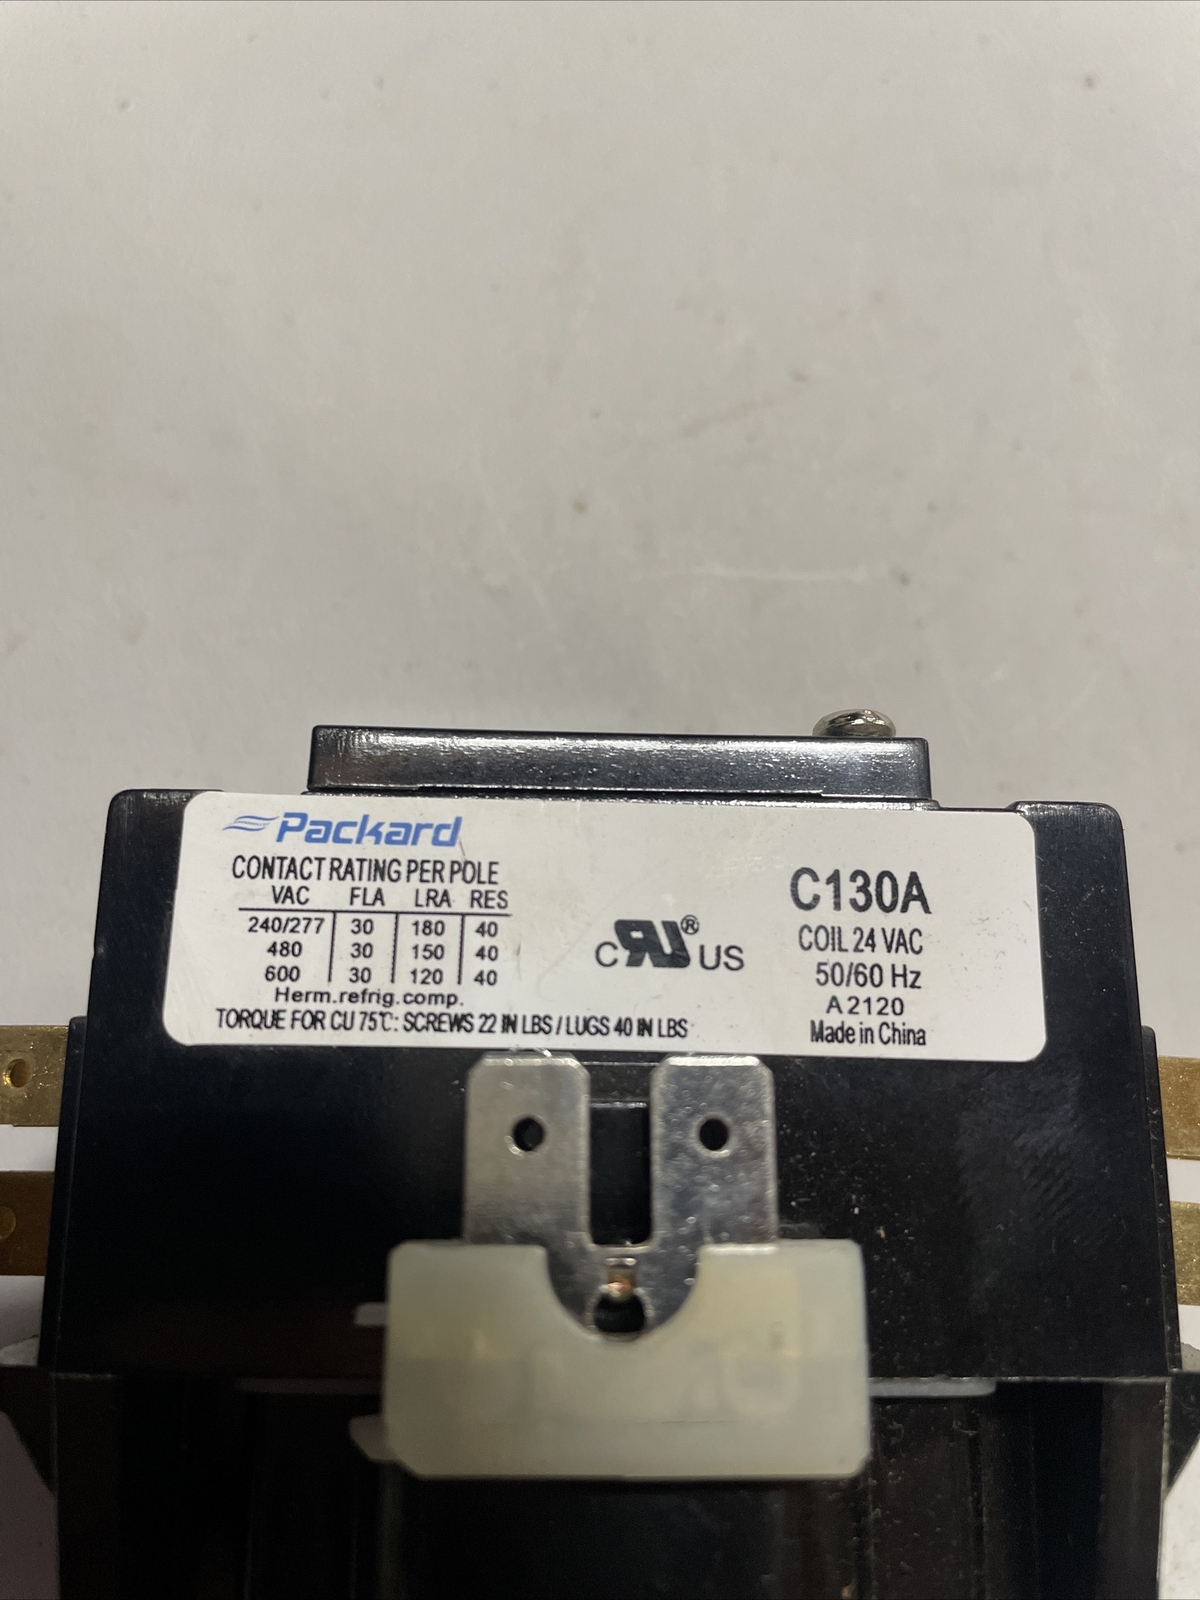 Packard
CONTACT RATING PER POLE
VAC FLA LRA RES
240/277 30 180 40
480 30 150 40
600 30 120 40
Herm.refrig.comp.
TORQUE FOR CU 75℃: SCREWS 22 IN LBS / LUGS 40 IN LBS
C RU® US
C130A
COIL 24 VAC
50/60 Hz
A 2120
Made in China